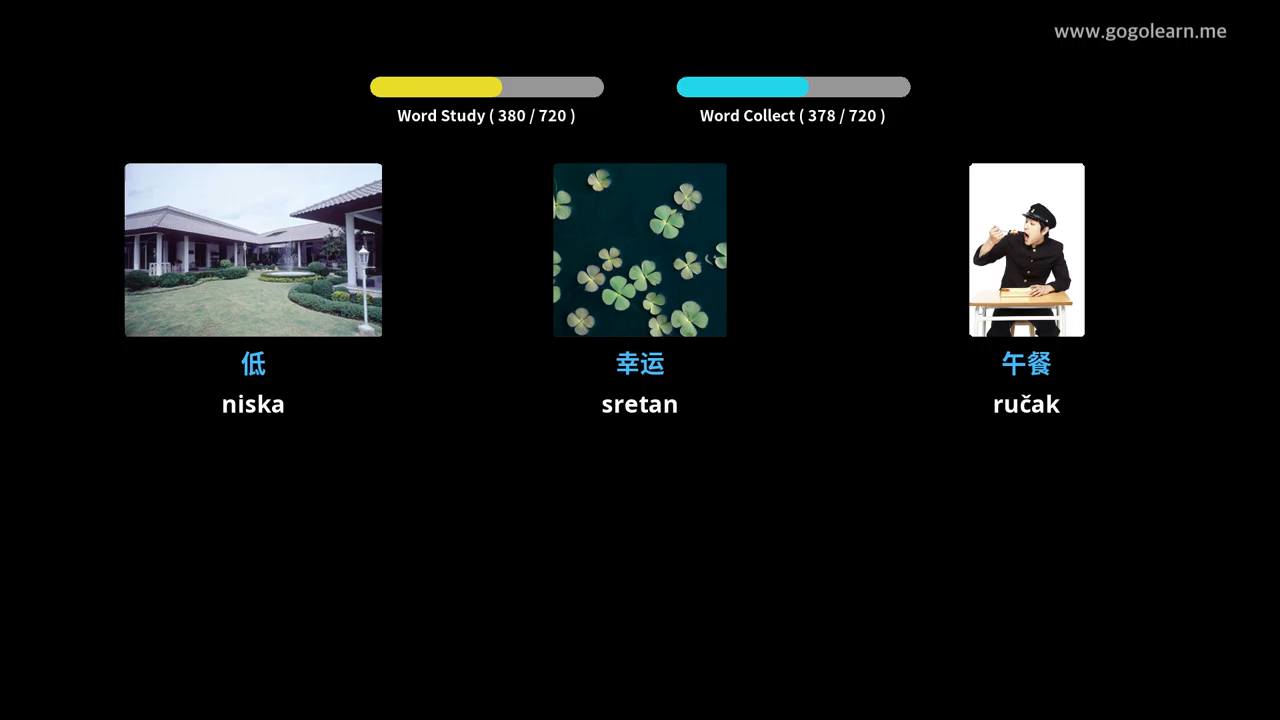 www.gogolearn.me
Word Study ( 380 / 720 )
Word Collect ( 378 / 720 )
低
幸运
午餐
niska
sretan
ručak